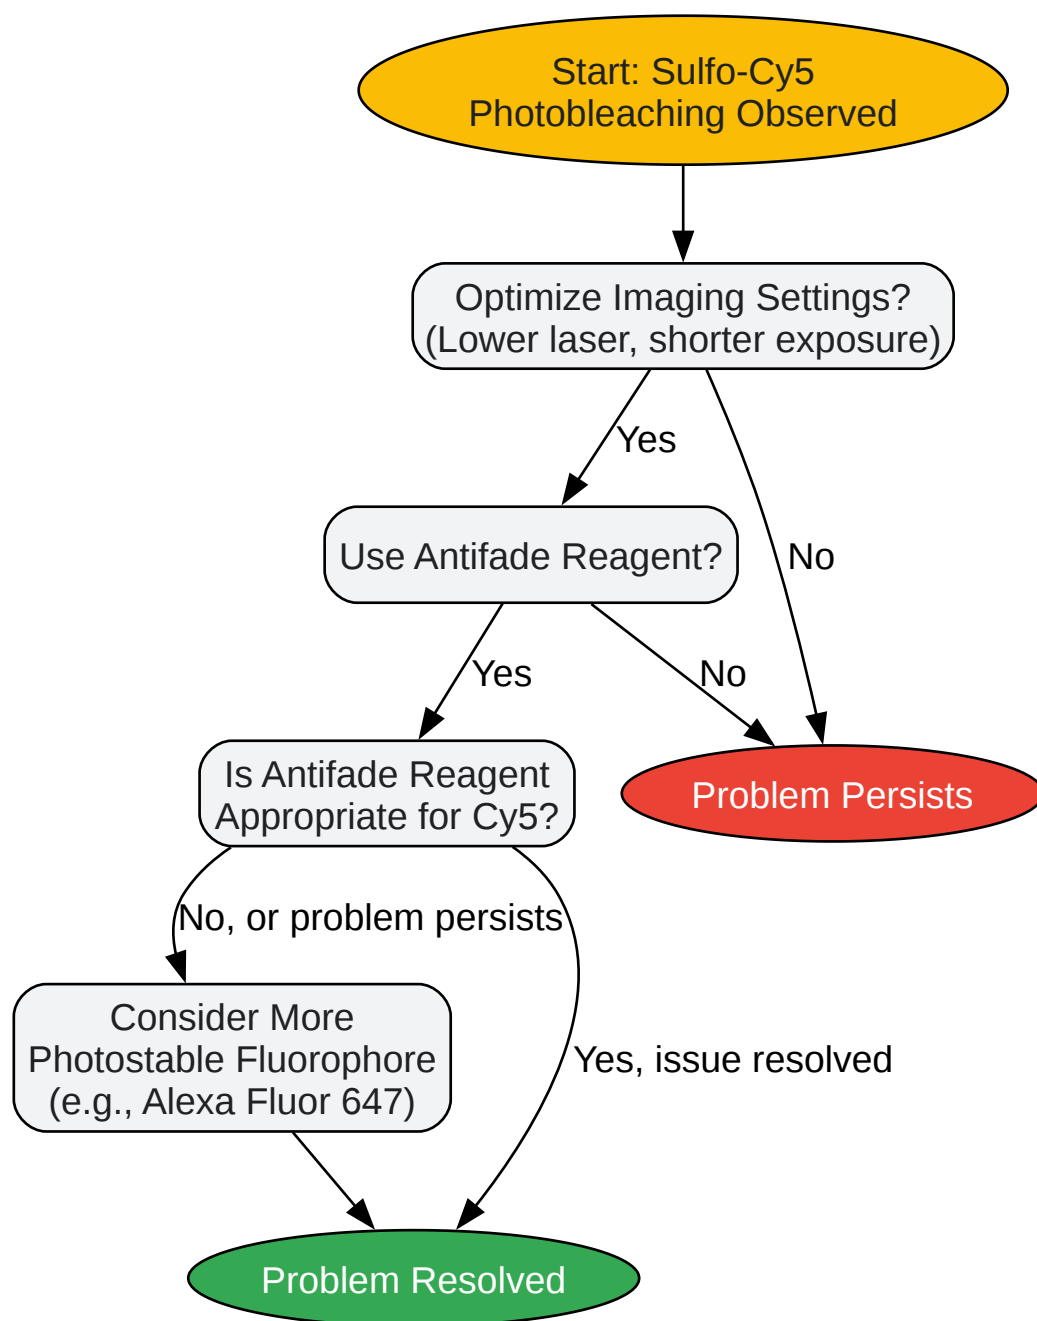 Start: Sulfo-Cy5
Photobleaching Observed
Optimize Imaging Settings?
(Lower laser, shorter exposure)
Yes
Use Antifade Reagent?
No
Yes
No
Is Antifade Reagent
Appropriate for Cy5?
Problem Persists
No, or problem persists
Consider More
Photostable Fluorophore
(e.g., Alexa Fluor 647)
Yes, issue resolved
Problem Resolved